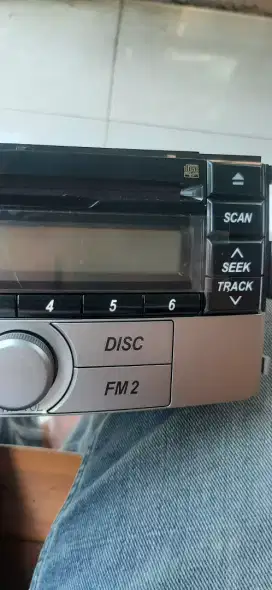 SCAN
SEEK
TRACK
4 5 6
DISC
FM2